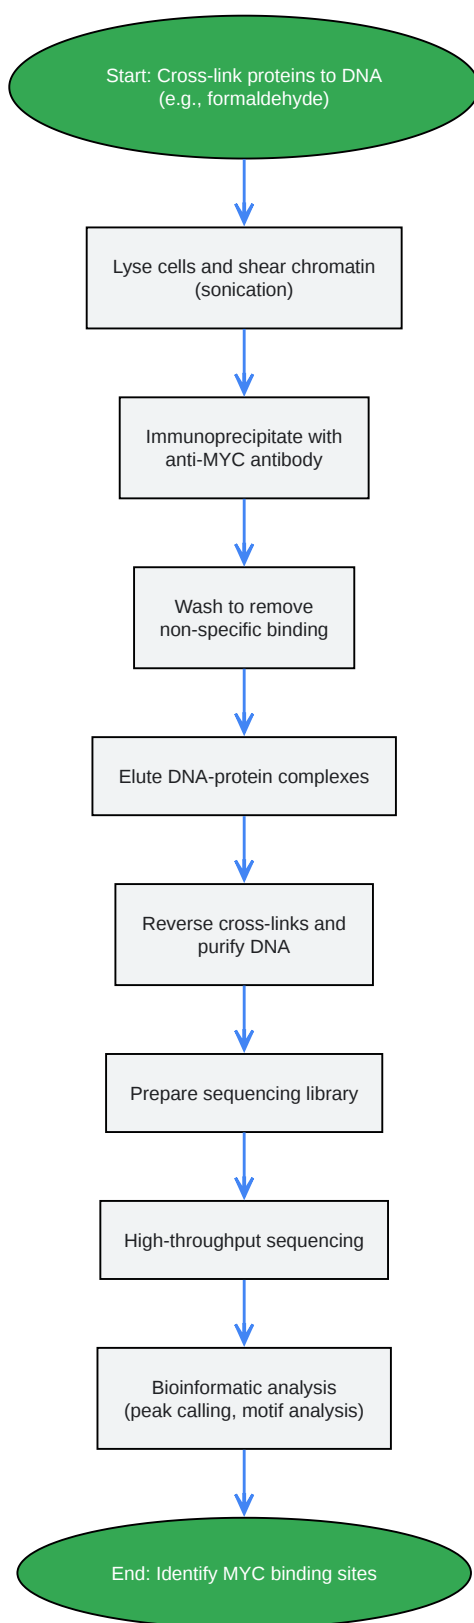 Start: Cross-link proteins to DNA
(e.g., formaldehyde)
Lyse cells and shear chromatin
(sonication)
Immunoprecipitate with
anti-MYC antibody
Wash to remove
non-specific binding
Elute DNA-protein complexes
Reverse cross-links and
purify DNA
Prepare sequencing library
High-throughput sequencing
Bioinformatic analysis
(peak calling, motif analysis)
End: Identify MYC binding sites